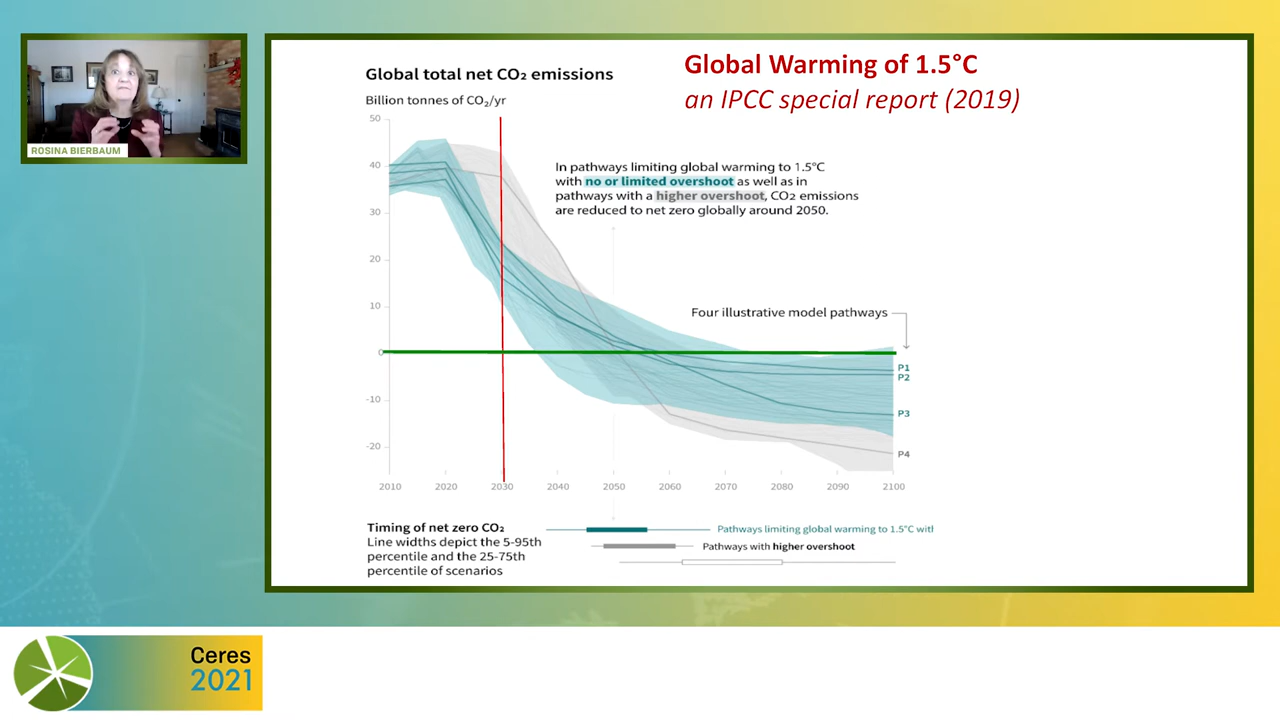 ROSINA BIERBAUM
Global Warming of 1.5°C
an IPCC special report (2019)
Global total net CO₂ emissions
Billion tonnes of CO₂/yr
50
40
30
20
10
0
-10
-20
In pathways limiting global warming to 1.5°C
with no or limited overshoot as well as in
pathways with a higher overshoot, CO₂ emissions
are reduced to net zero globally around 2050.
Four illustrative model pathways
P1
P2
P3
P4
2010 2020 2030 2040 2050 2060 2070 2080 2090 2100
Timing of net zero CO₂
Line widths depict the 5-95th
percentile and the 25-75th
percentile of scenarios
Pathways limiting global warming to 1.5°C with
Pathways with higher overshoot
Ceres
2021